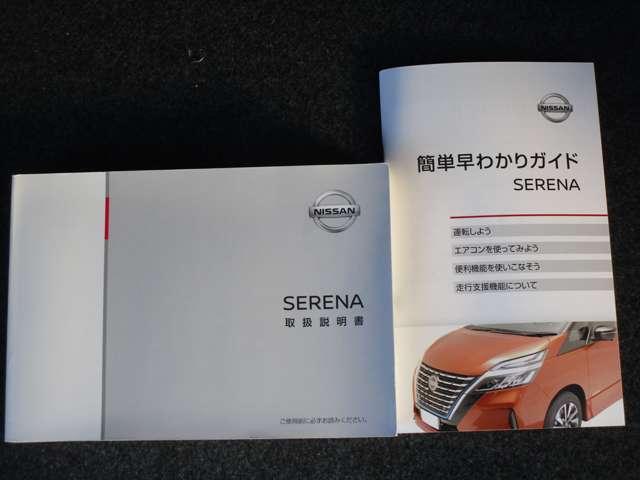 NISSAN
SERENA
取扱説明書
ご使用前に必ずお読みください。
NISSAN
簡単早わかりガイド
SERENA
運転しよう
エアコンを使ってみよう
便利機能を使いこなそう
走行支援機能について